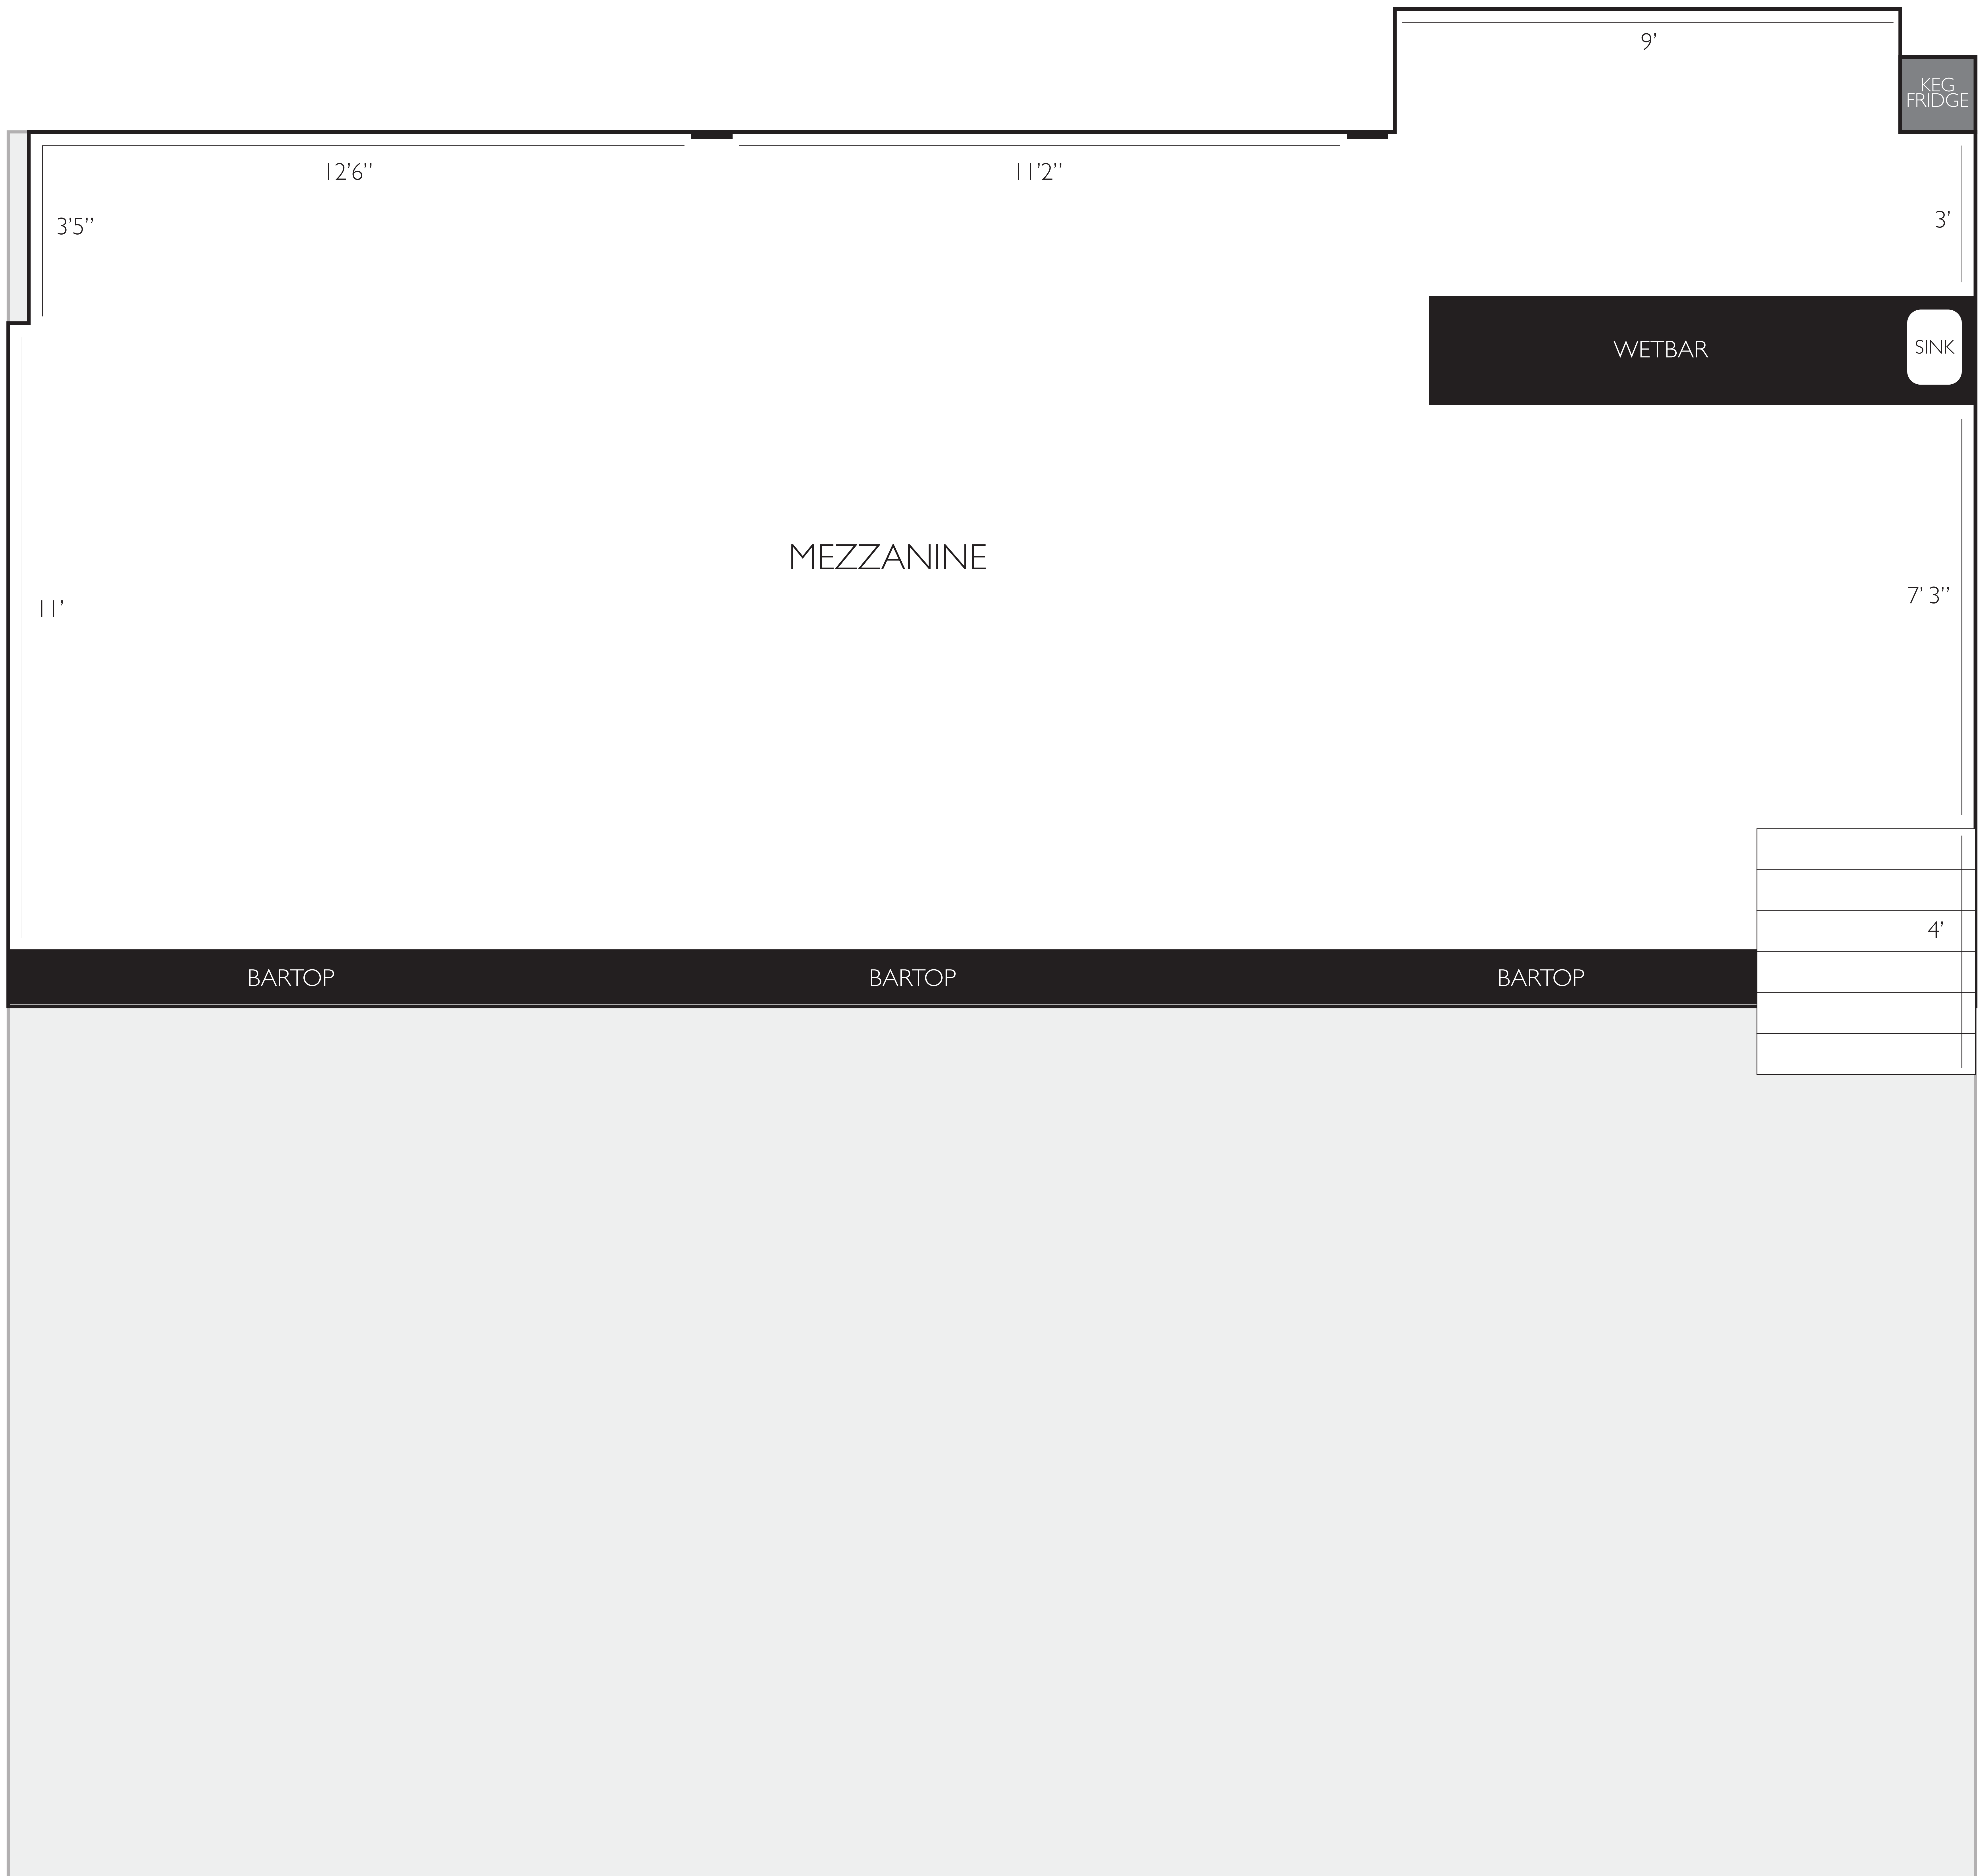 9’
KEG
FRIDGE
12’6’’
11’2’’
3’5’’
3’
WETBAR
SINK
MEZZANINE
11’
7’ 3’’
4’
BARTOP
BARTOP
BARTOP